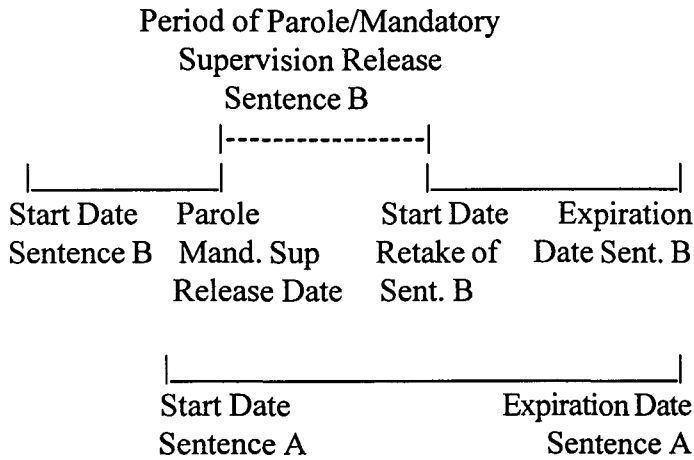 Period of Parole/Mandatory
Supervision Release
Sentence B
Start Date Parole Start Date Expiration
Sentence B Mand. Sup Retake of Date Sent. B
Release Date Sent. B
Start Date Expiration Date
Sentence A Sentence A